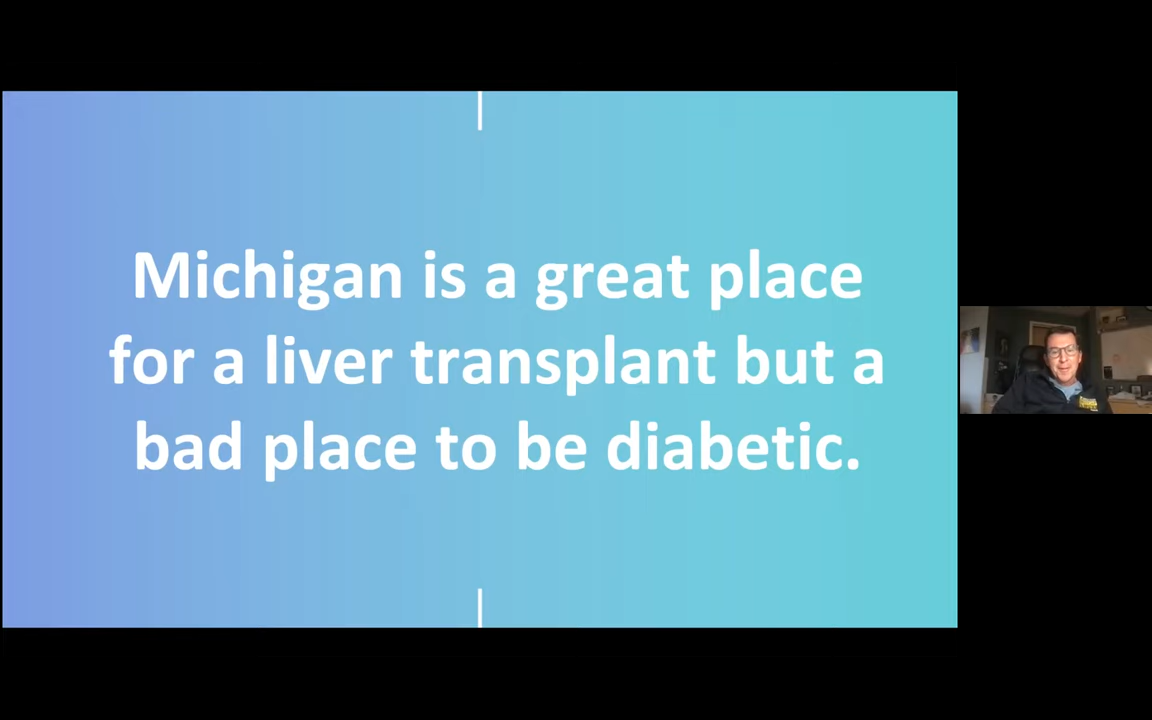 Michigan is a great place
for a liver transplant but a
bad place to be diabetic.